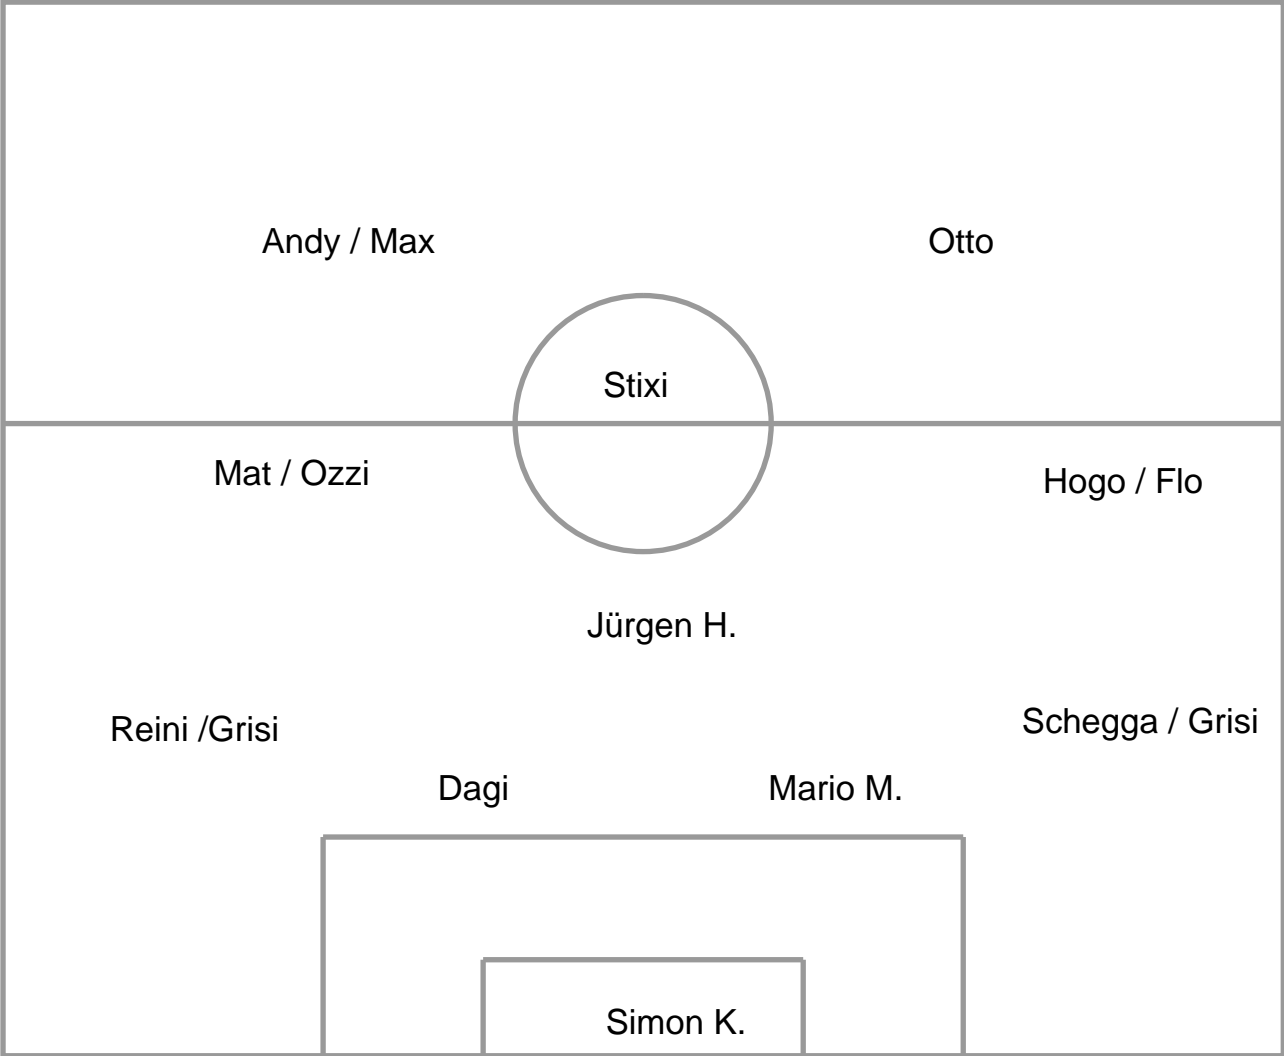 Andy / Max
Otto
Stixi
Mat / Ozzi
Hogo / Flo
Jürgen H.
Reini /Grisi
Schegga / Grisi
Dagi
Mario M.
Simon K.